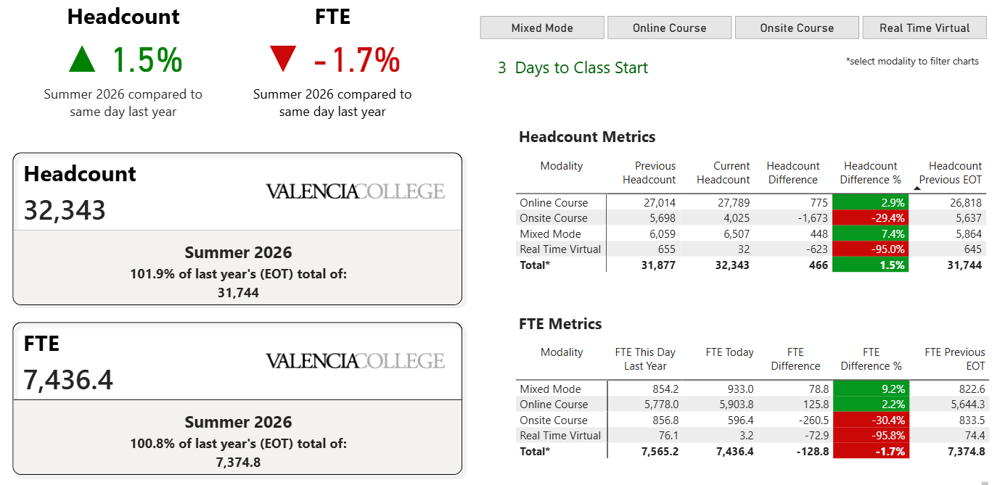 Headcount
▲ 1.5%
Summer 2026 compared to
same day last year
FTE
▼ -1.7%
Summer 2026 compared to
same day last year
Headcount
32,343
VALENCIACOLLEGE
Summer 2026
101.9% of last year's (EOT) total of:
31,744
FTE
7,436.4
VALENCIACOLLEGE
Summer 2026
100.8% of last year's (EOT) total of:
7,374.8
Mixed Mode Online Course Onsite Course Real Time Virtual
3 Days to Class Start
*select modality to filter charts
Headcount Metrics
Modality Previous Headcount Current Headcount Headcount Difference Headcount Difference % Headcount Previous EOT
Online Course 27,014 27,789 775 2.9% 26,818
Onsite Course 5,698 4,025 -1,673 -29.4% 5,637
Mixed Mode 6,059 6,507 448 7.4% 5,864
Real Time Virtual 655 32 -623 -95.0% 645
Total* 31,877 32,343 466 1.5% 31,744
FTE Metrics
Modality FTE This Day Last Year FTE Today FTE Difference FTE Difference % FTE Previous EOT
Mixed Mode 854.2 933.0 78.8 9.2% 822.6
Online Course 5,778.0 5,903.8 125.8 2.2% 5,644.3
Onsite Course 856.8 596.4 -260.5 -30.4% 833.5
Real Time Virtual 76.1 3.2 -72.9 -95.8% 74.4
Total* 7,565.2 7,436.4 -128.8 -1.7% 7,374.8